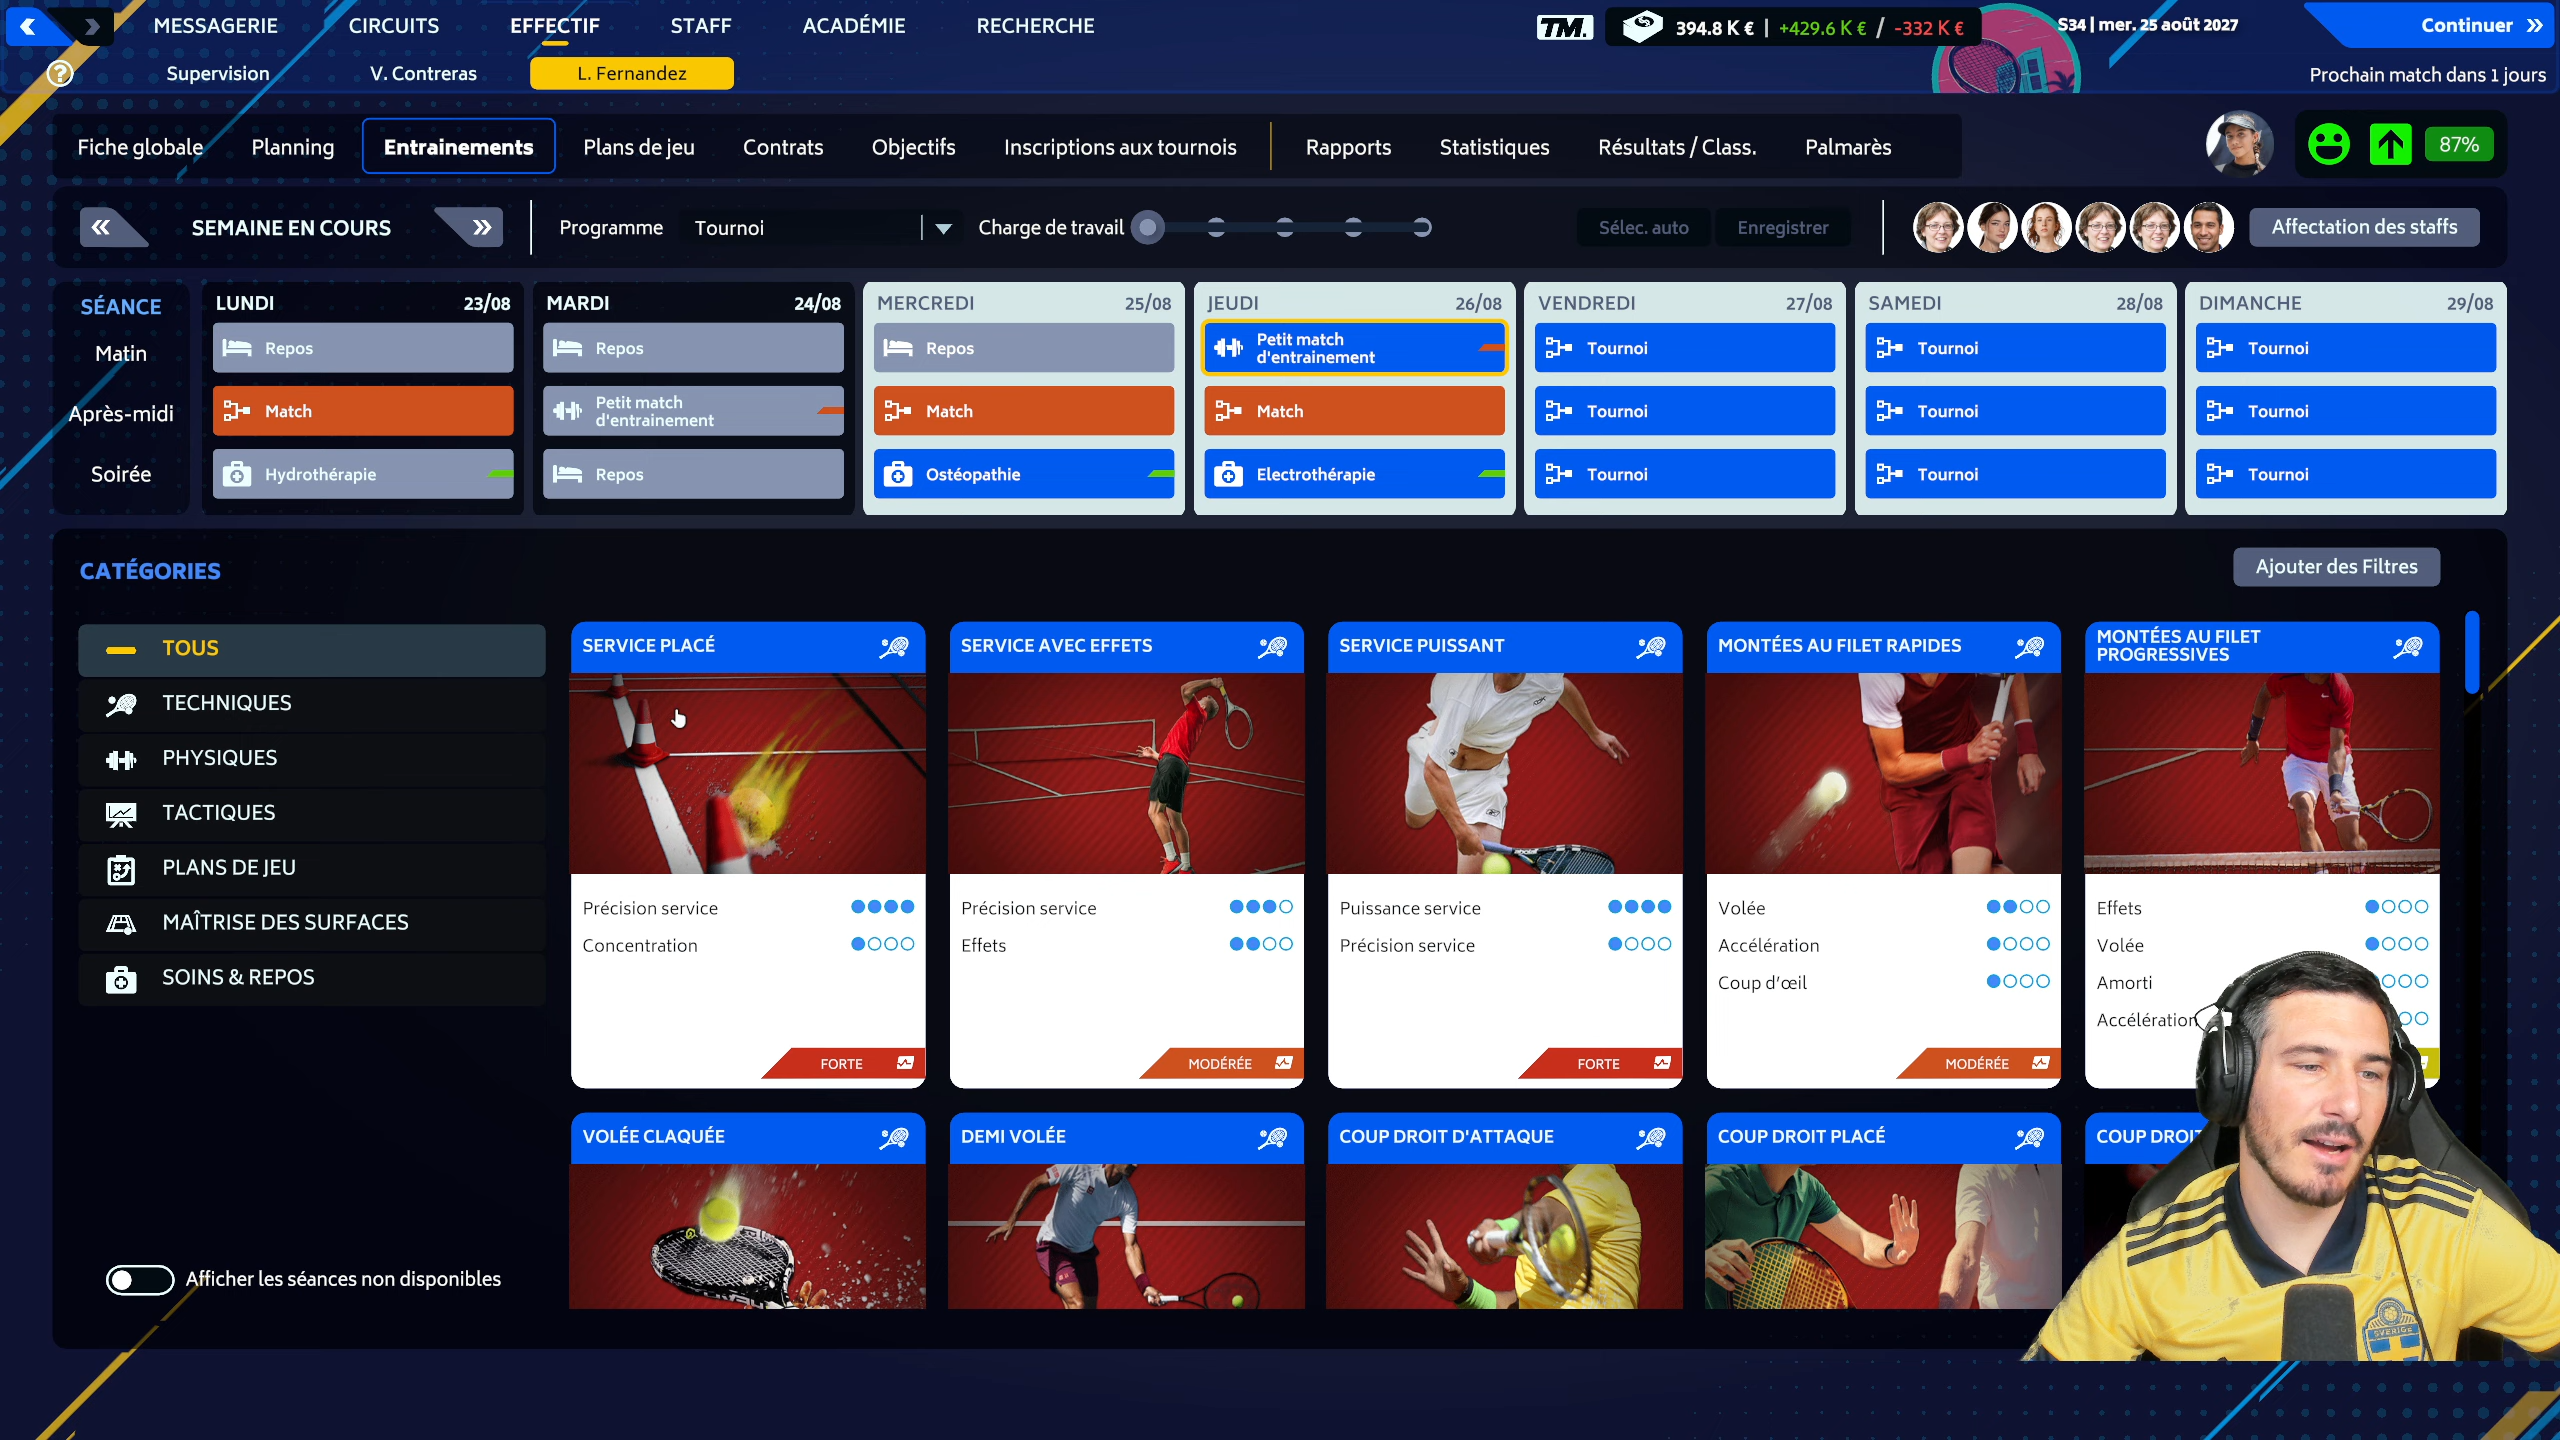 MESSAGERIE
CIRCUITS
EFFECTIF
STAFF
ACADÉMIE
RECHERCHE
TM.
394.8 K € | +429.6 K € / -332 K €
S34 | mer. 25 août 2027
Continuer
Supervision
V. Contreras
L. Fernandez
Prochain match dans 1 jours
Fiche globale
Planning
Entrainements
Plans de jeu
Contrats
Objectifs
Inscriptions aux tournois
Rapports
Statistiques
Résultats / Class.
Palmarès
87%
SEMAINE EN COURS
Programme
Tournoi
Charge de travail
Sélec. auto
Enregistrer
Affectation des staffs
SÉANCE
Matin
Après-midi
Soirée
LUNDI 23/08
Repos
Match
Hydrothérapie
MARDI 24/08
Repos
Petit match
d'entrainement
Repos
MERCREDI 25/08
Repos
Match
Ostéopathie
JEUDI 26/08
Petit match
d'entrainement
Match
Electrothérapie
VENDREDI 27/08
Tournoi
Tournoi
Tournoi
SAMEDI 28/08
Tournoi
Tournoi
Tournoi
DIMANCHE 29/08
Tournoi
Tournoi
Tournoi
CATÉGORIES
Ajouter des Filtres
TOUS
TECHNIQUES
PHYSIQUES
TACTIQUES
PLANS DE JEU
MAÎTRISE DES SURFACES
SOINS & REPOS
Afficher les séances non disponibles
SERVICE PLACÉ
Précision service
Concentration
FORTE
SERVICE AVEC EFFETS
Précision service
Effets
MODÉRÉE
SERVICE PUISSANT
Puissance service
Précision service
FORTE
MONTÉES AU FILET RAPIDES
Volée
Accélération
Coup d'œil
MODÉRÉE
MONTÉES AU FILET
PROGRESSIVES
Effets
Volée
Amorti
Accélération
VOLÉE CLAQUÉE
DEMI VOLÉE
COUP DROIT D'ATTAQUE
COUP DROIT PLACÉ
COUP DROIT
SVERIGE